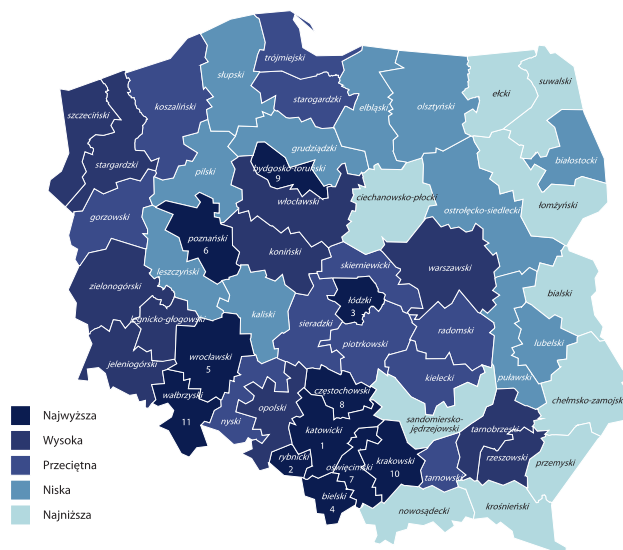 trójmiejski
słupski
koszaliński
starogardzki
elbląski
olsztyński
ełcki
suwalski
szczeciński
stargardzki
pilski
grudziądzki
bydgosko-toruński
9
białostocki
włocławski
ciechanowsko-płocki
ostrołęcko-siedlecki
łomżyński
gorzowski
poznański
6
koniński
leszczyński
skierniewicki
warszawski
zielonogórski
łódzki
3
bialski
legnicko-głogowski
kaliski
sieradzki
piotrkowski
radomski
lubelski
jeleniogórski
wrocławski
5
kielecki
puławski
wałbrzyski
11
nyski
opolski
częstochowski
8
sandomiersko-
jędrzejowski
chełmsko-zamojski
tarnobrzeski
katowicki
1
rybnicki
2
oświęcimski
7
krakowski
10
tarnowski
rzeszowski
przemyski
bielski
4
nowosądecki
krośnieński
Najwyższa
Wysoka
Przeciętna
Niska
Najniższa